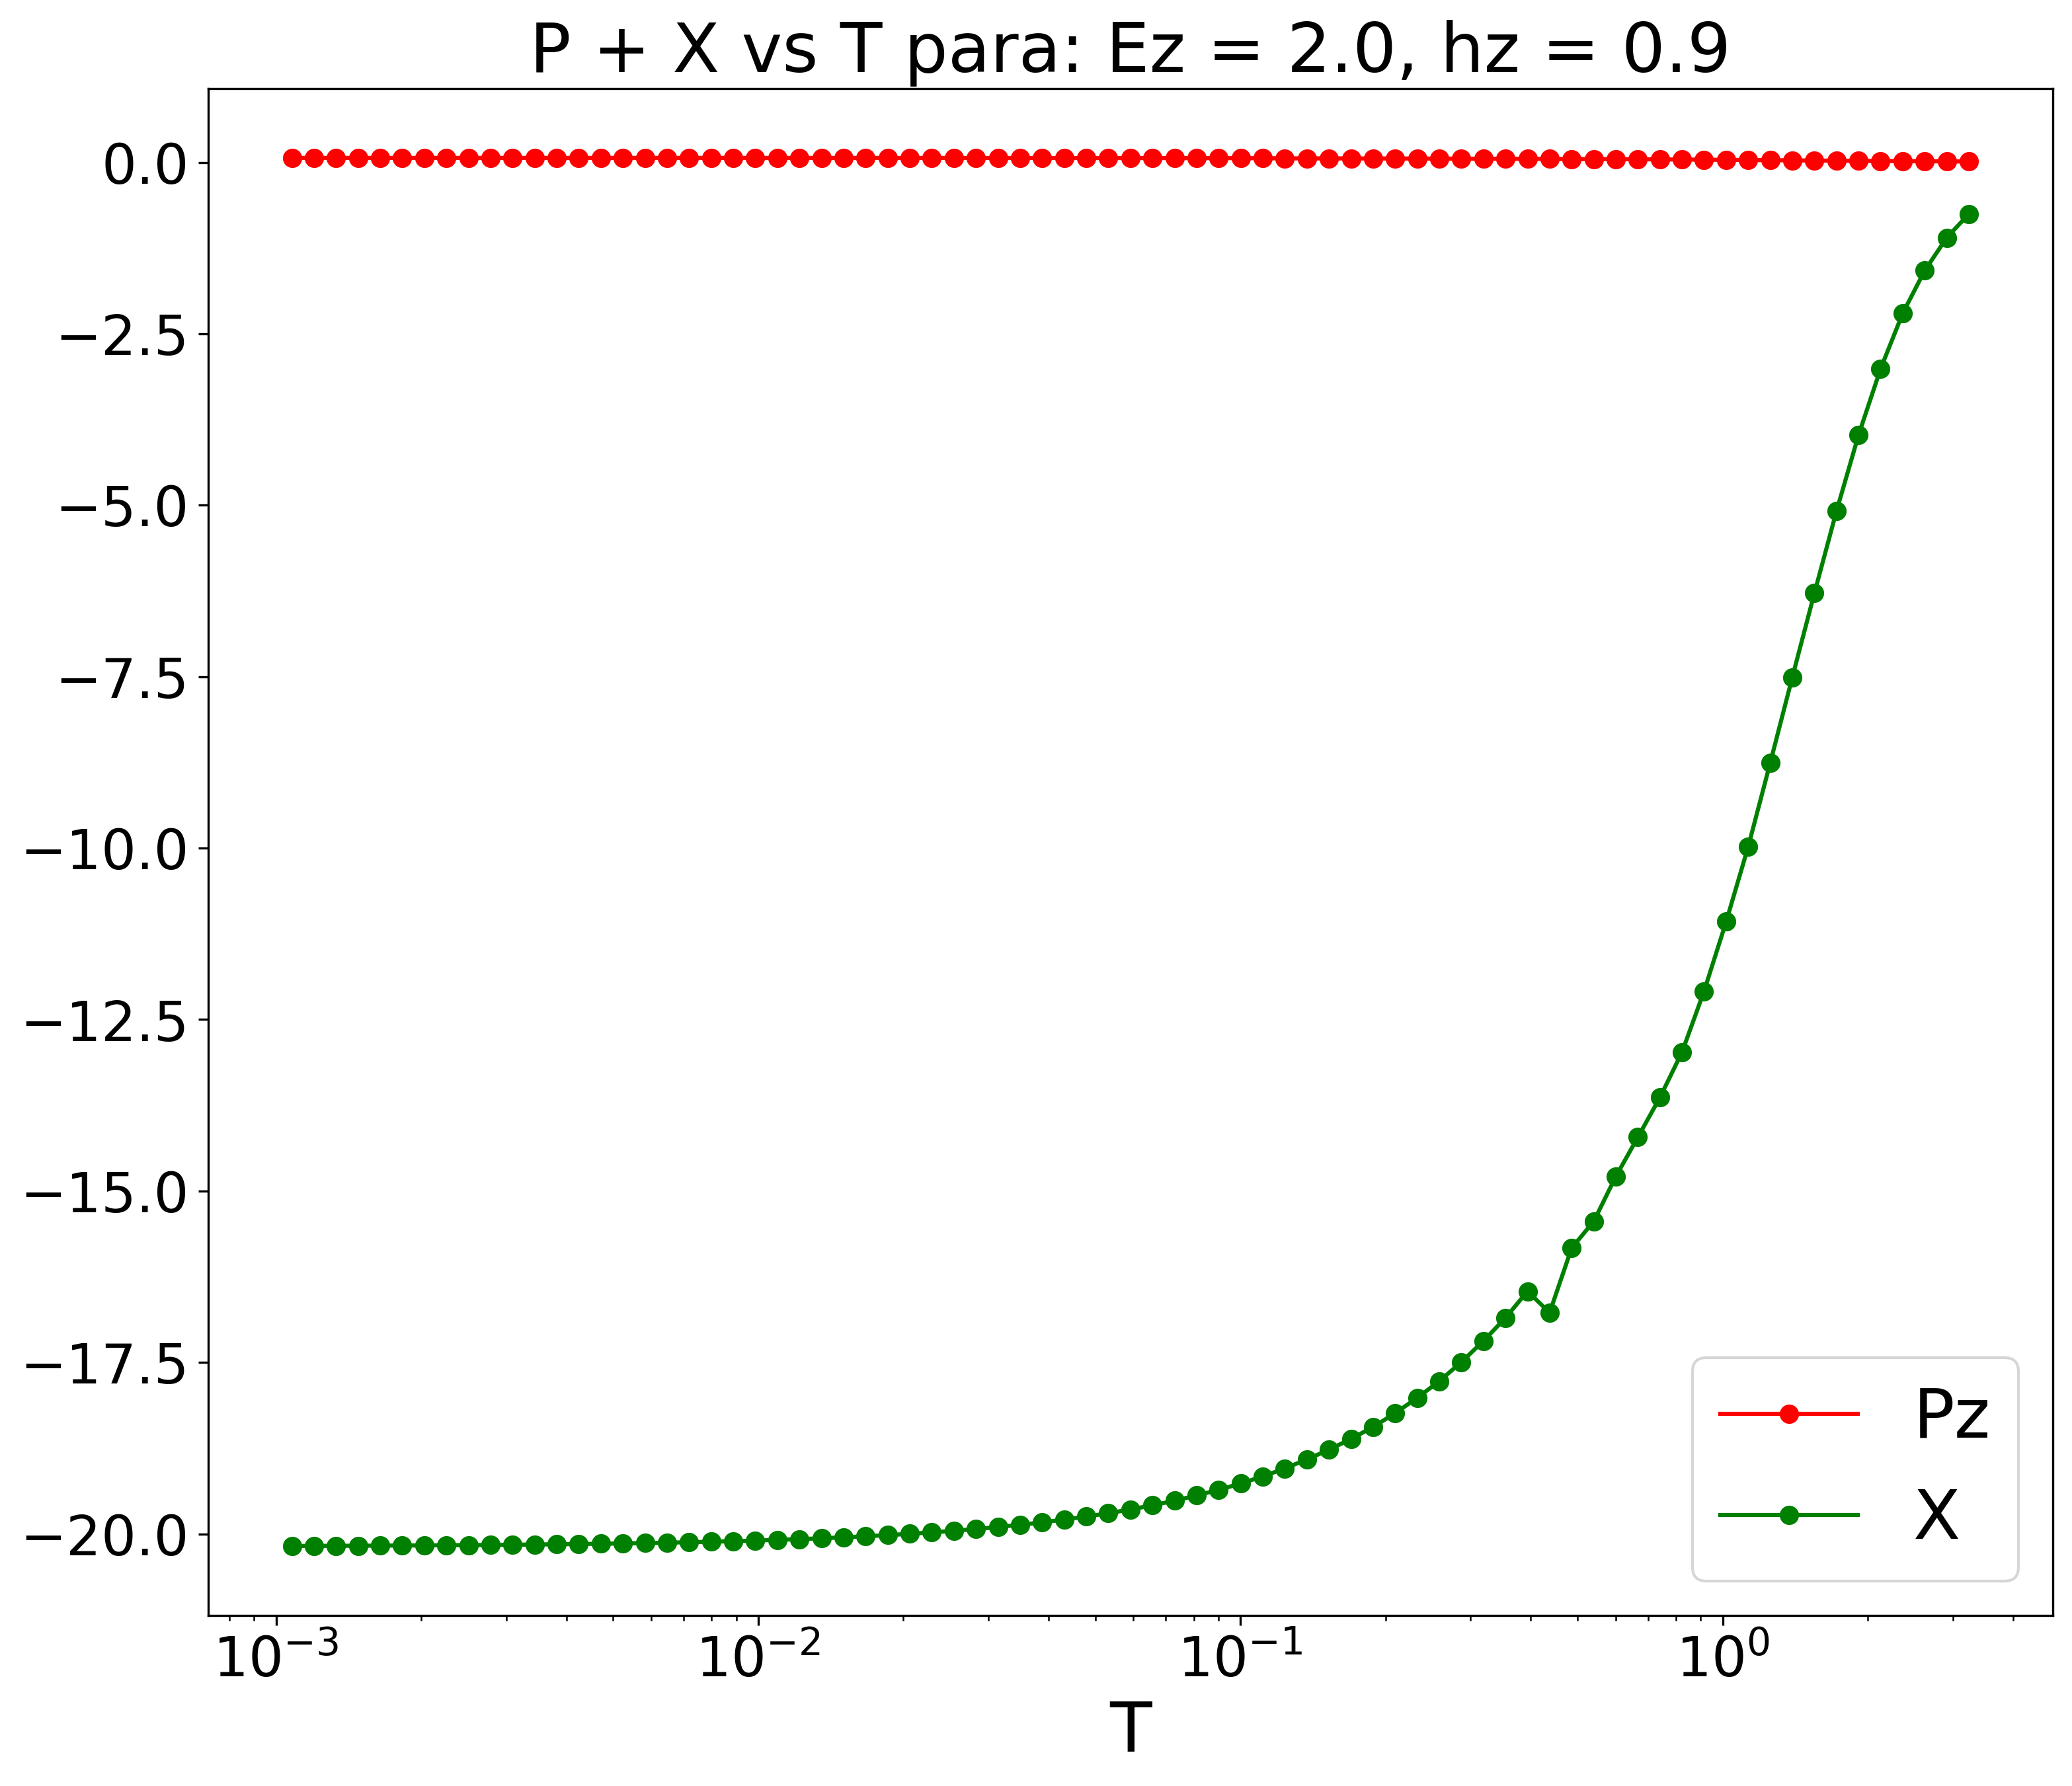 P + X vs T para: Ez = 2.0, hz = 0.9
0.0
−2.5
−5.0
−7.5
−10.0
−12.5
−15.0
−17.5
−20.0
Pz
X
10⁻³ 10⁻² 10⁻¹ 10⁰
T